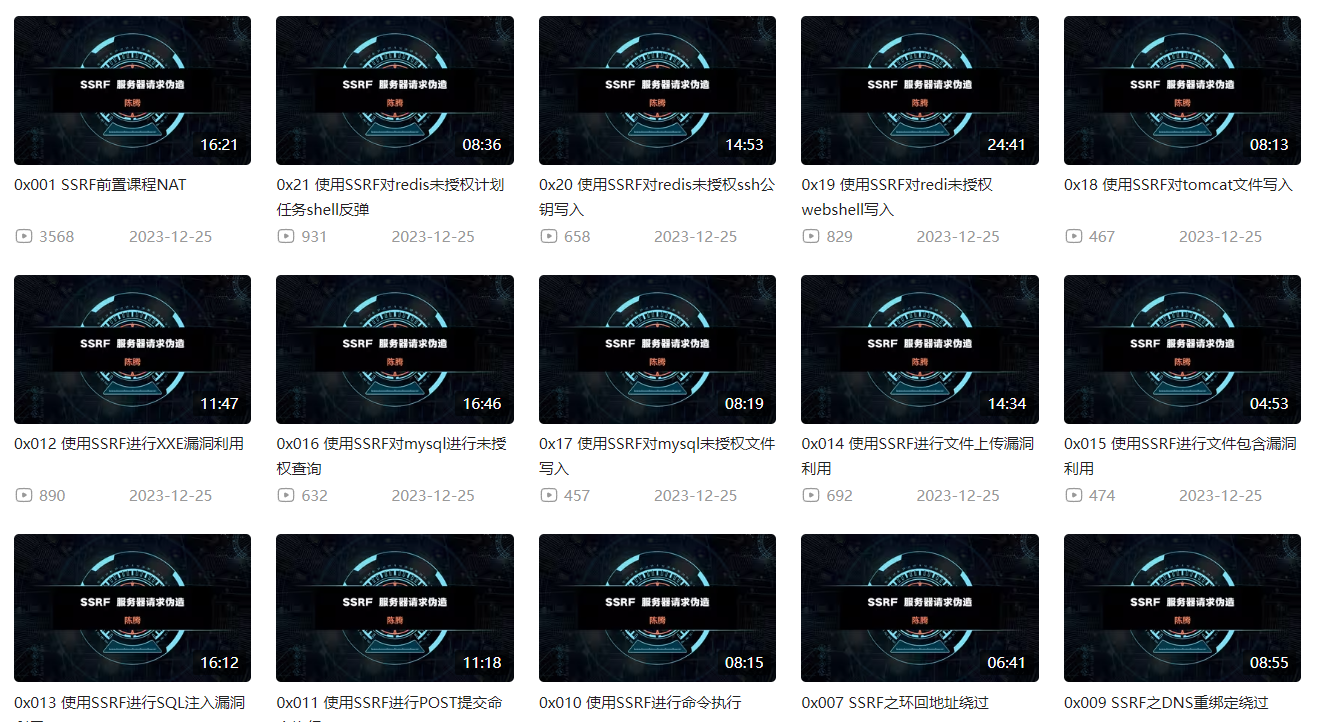 SSRF 服务器请求伪造
陈腾
16:21
SSRF 服务器请求伪造
陈腾
08:36
SSRF 服务器请求伪造
陈腾
14:53
SSRF 服务器请求伪造
陈腾
24:41
SSRF 服务器请求伪造
陈腾
08:13
0x001 SSRF前置课程NAT
3568 2023-12-25
0x21 使用SSRF对redis未授权计划
任务shell反弹
931 2023-12-25
0x20 使用SSRF对redis未授权ssh公
钥写入
658 2023-12-25
0x19 使用SSRF对redi未授权
webshell写入
829 2023-12-25
0x18 使用SSRF对tomcat文件写入
467 2023-12-25
SSRF 服务器请求伪造
陈腾
11:47
SSRF 服务器请求伪造
陈腾
16:46
SSRF 服务器请求伪造
陈腾
08:19
SSRF 服务器请求伪造
陈腾
14:34
SSRF 服务器请求伪造
陈腾
04:53
0x012 使用SSRF进行XXE漏洞利用
890 2023-12-25
0x016 使用SSRF对mysql进行未授
权查询
632 2023-12-25
0x17 使用SSRF对mysql未授权文件
写入
457 2023-12-25
0x014 使用SSRF进行文件上传漏洞
利用
692 2023-12-25
0x015 使用SSRF进行文件包含漏洞
利用
474 2023-12-25
SSRF 服务器请求伪造
陈腾
16:12
SSRF 服务器请求伪造
陈腾
11:18
SSRF 服务器请求伪造
陈腾
08:15
SSRF 服务器请求伪造
陈腾
06:41
SSRF 服务器请求伪造
陈腾
08:55
0x013 使用SSRF进行SQL注入漏洞
0x011 使用SSRF进行POST提交命
0x010 使用SSRF进行命令执行
0x007 SSRF之环回地址绕过
0x009 SSRF之DNS重绑定绕过